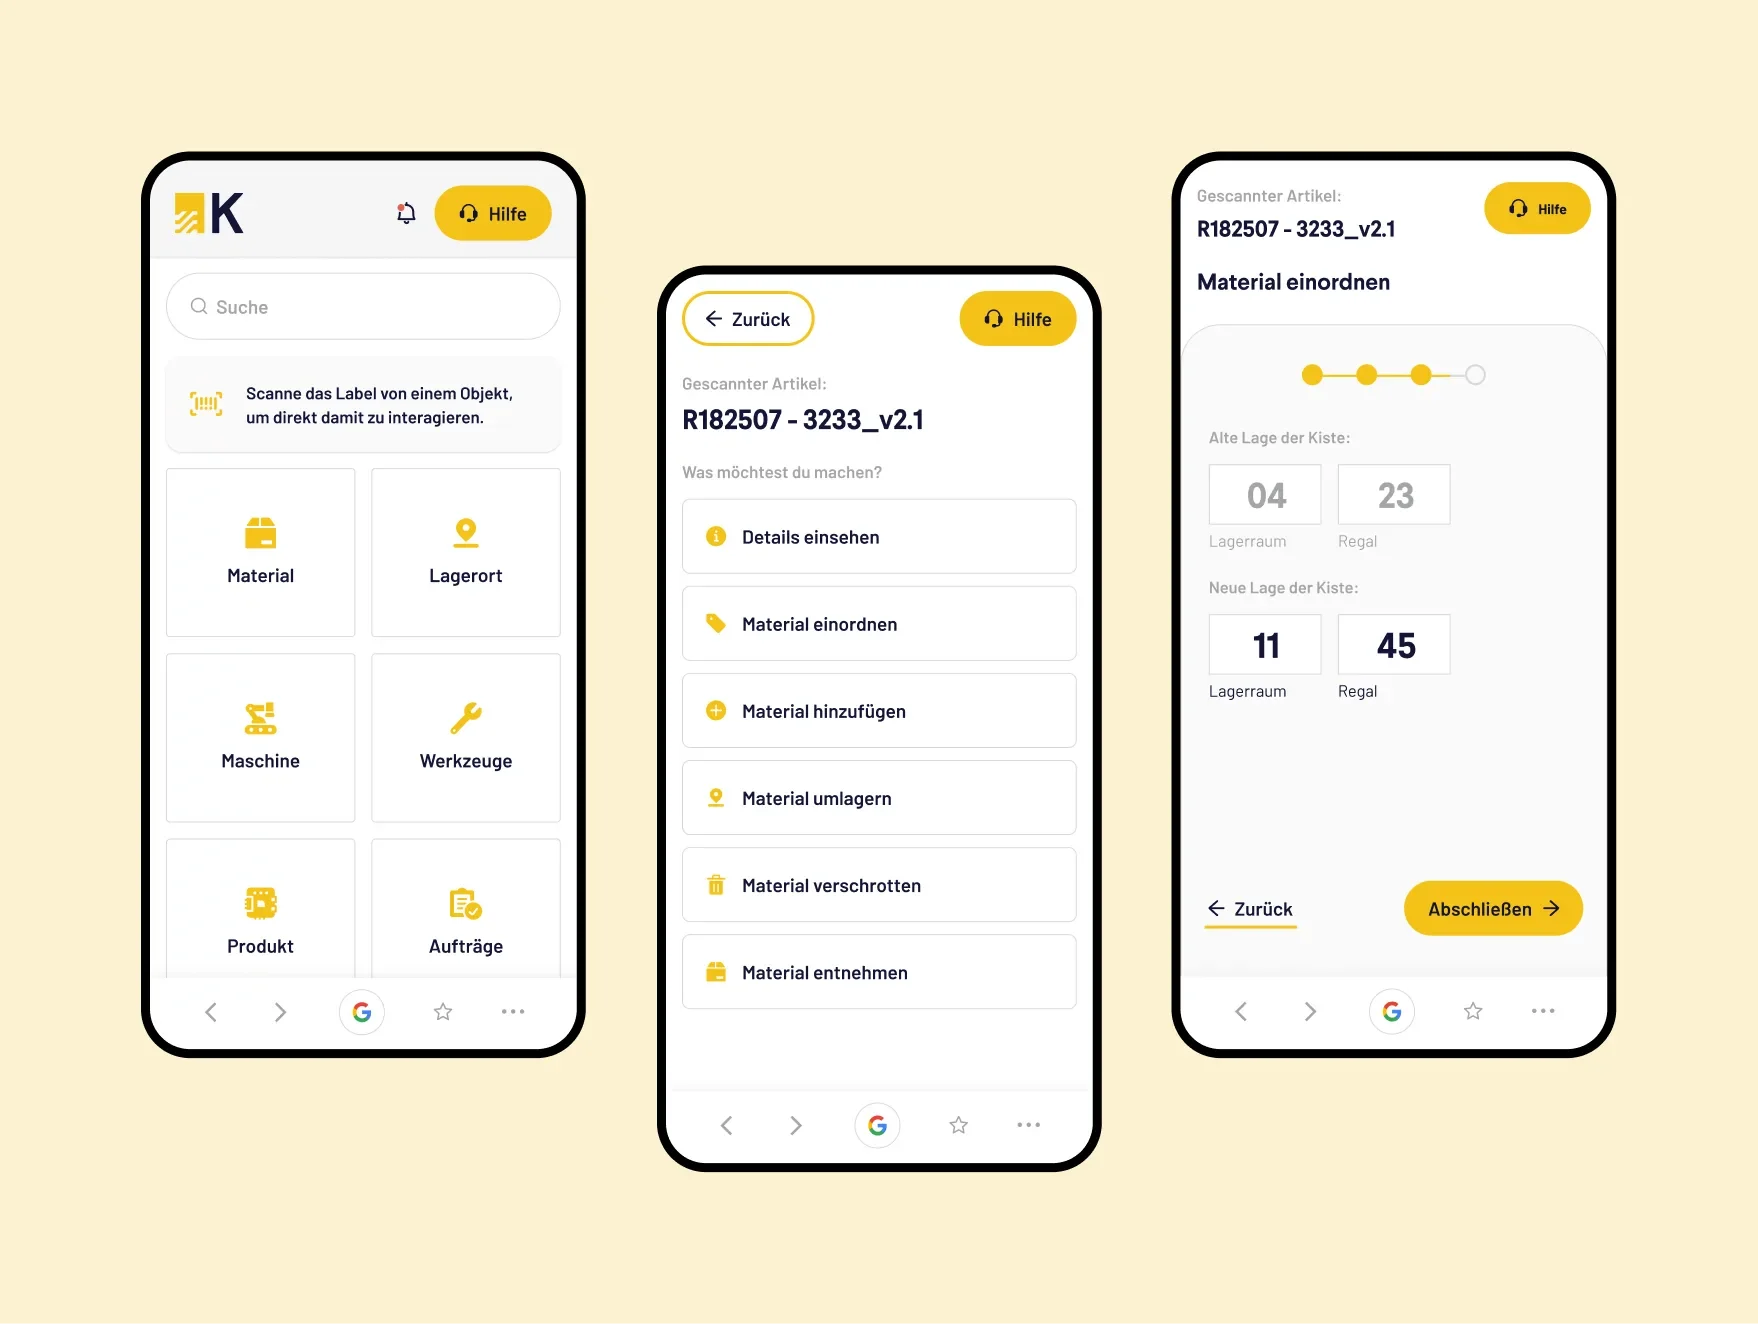 K
Hilfe
Suche
Scanne das Label von einem Objekt,
um direkt damit zu interagieren.
Material
Lagerort
Maschine
Werkzeuge
Produkt
Aufträge
G
Zurück
Hilfe
Gescannter Artikel:
R182507 - 3233_v2.1
Was möchtest du machen?
Details einsehen
Material einordnen
Material hinzufügen
Material umlagern
Material verschrotten
Material entnehmen
G
Gescannter Artikel:
R182507 - 3233_v2.1
Hilfe
Material einordnen
Alte Lage der Kiste:
04 23
Lagerraum Regal
Neue Lage der Kiste:
11 45
Lagerraum Regal
Zurück
Abschließen
G